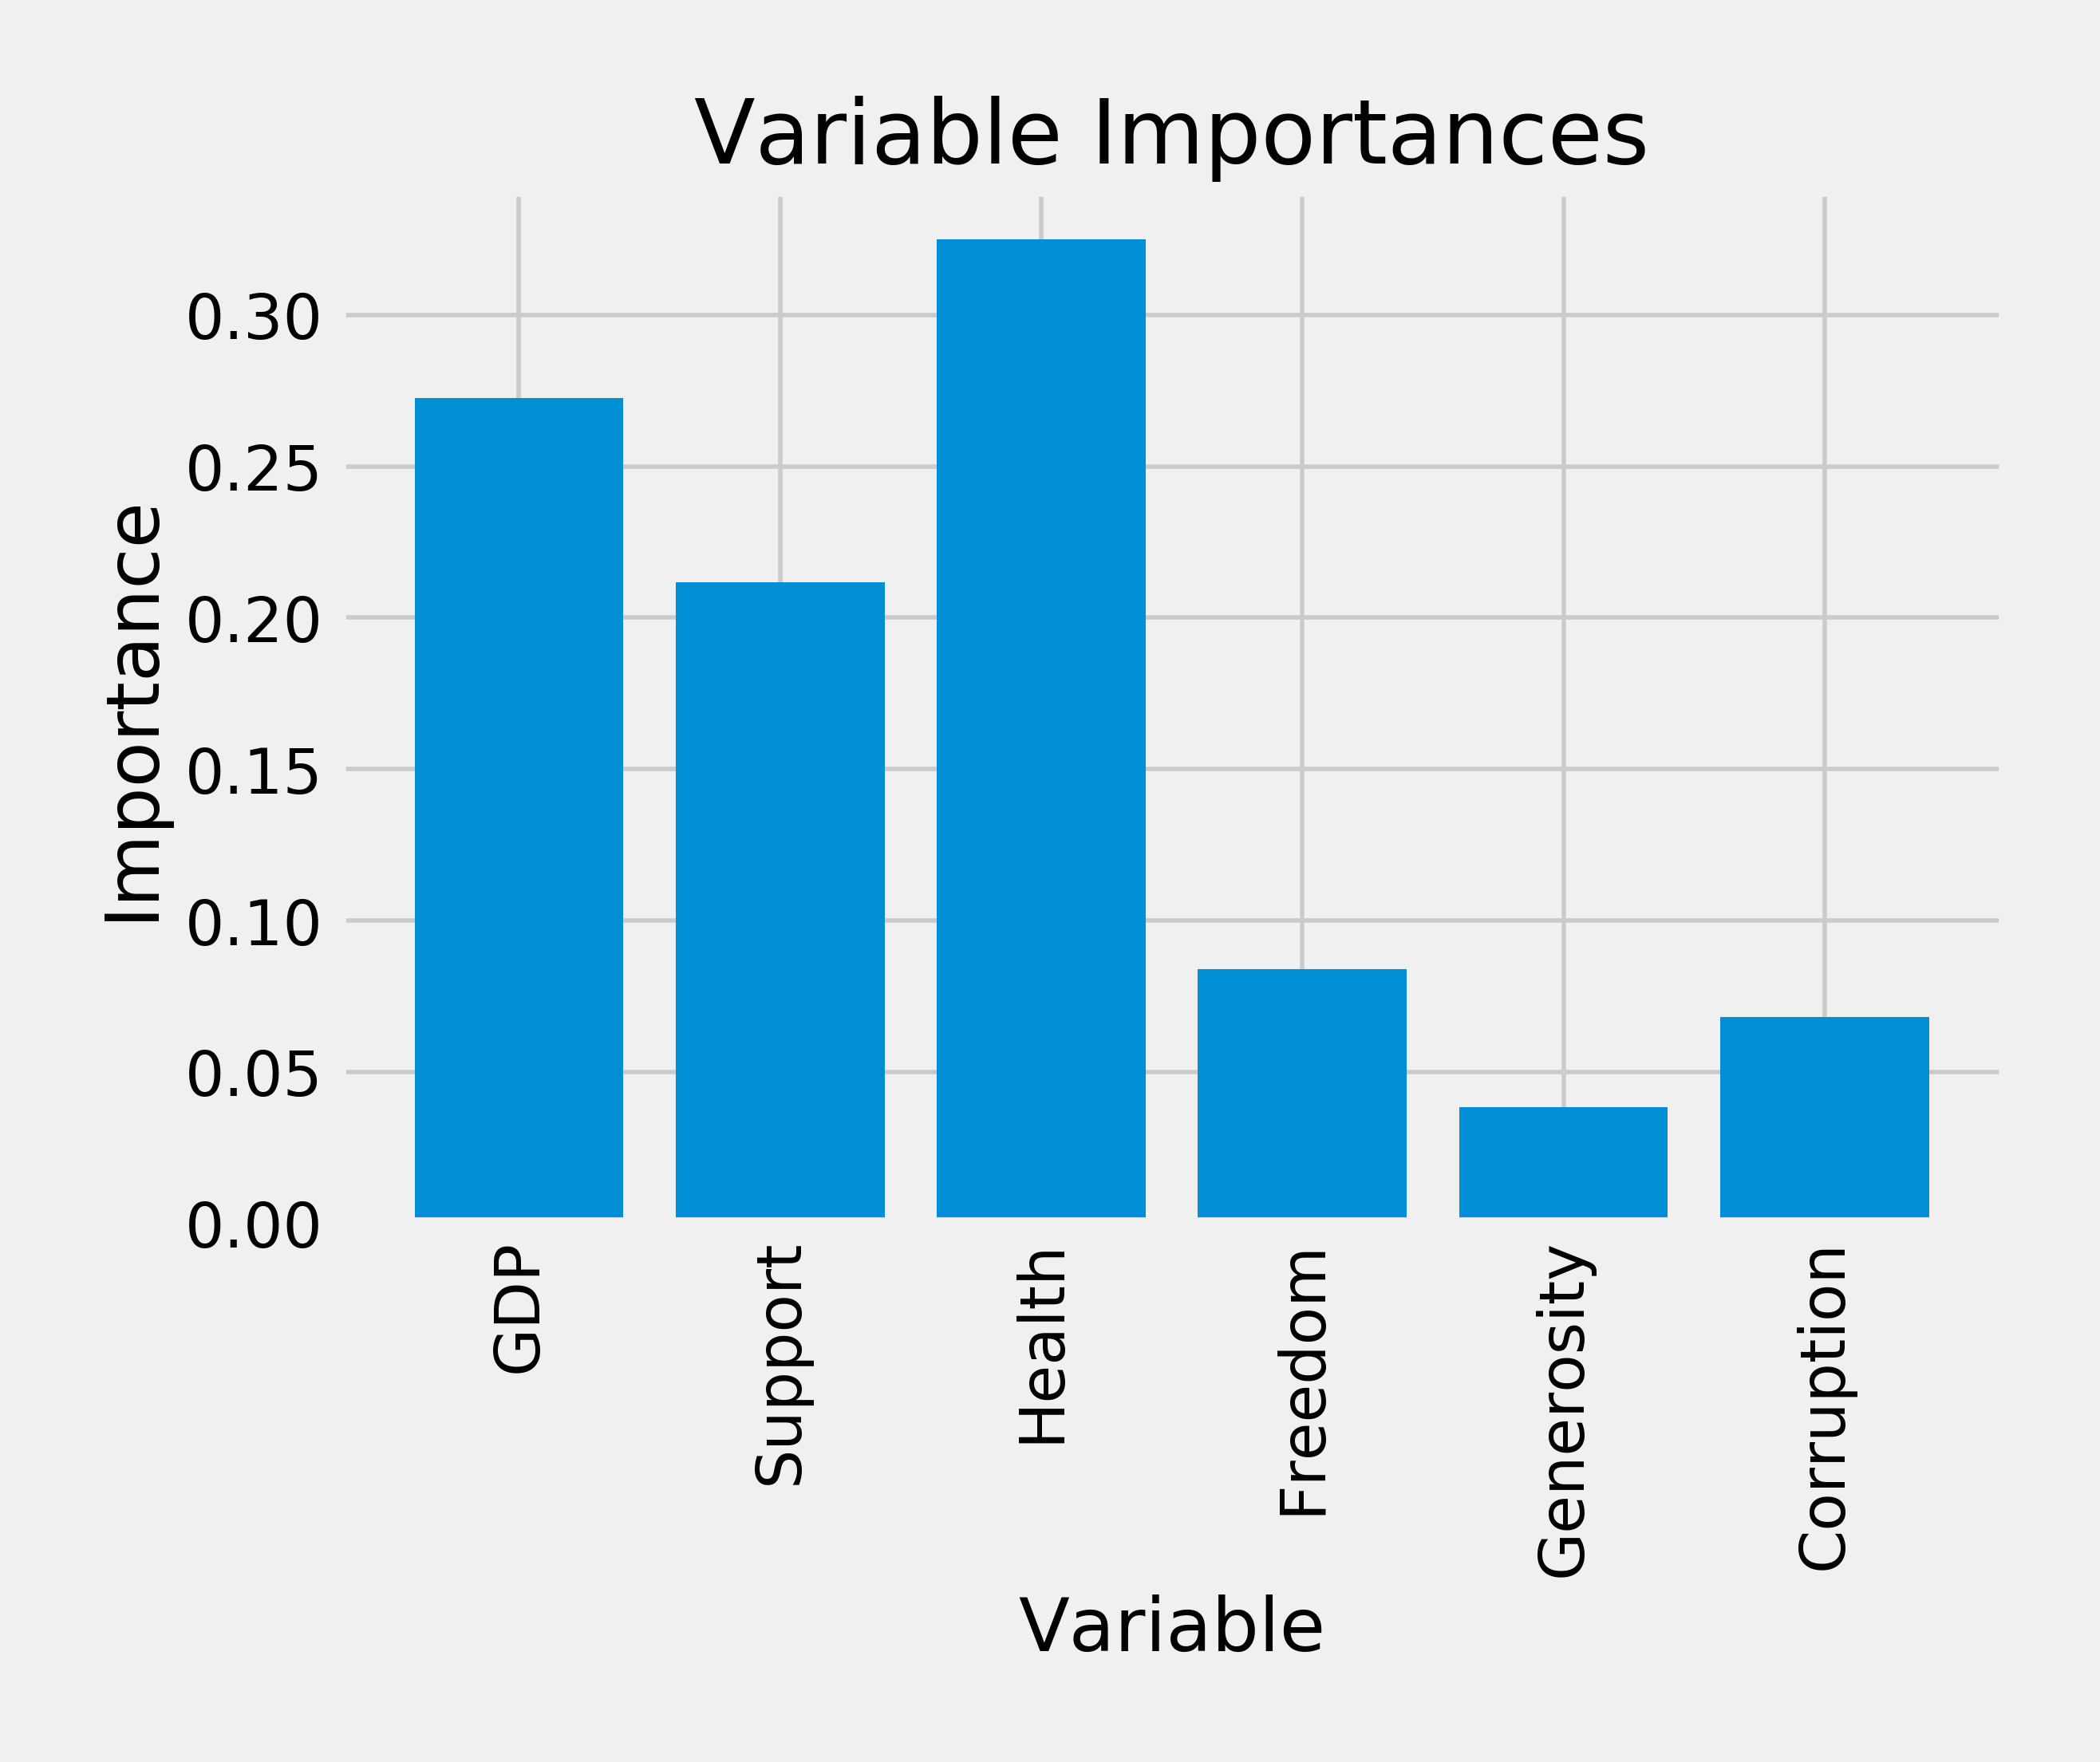 Variable Importances
Importance
0.30
0.25
0.20
0.15
0.10
0.05
0.00
GDP
Support
Health
Freedom
Generosity
Corruption
Variable